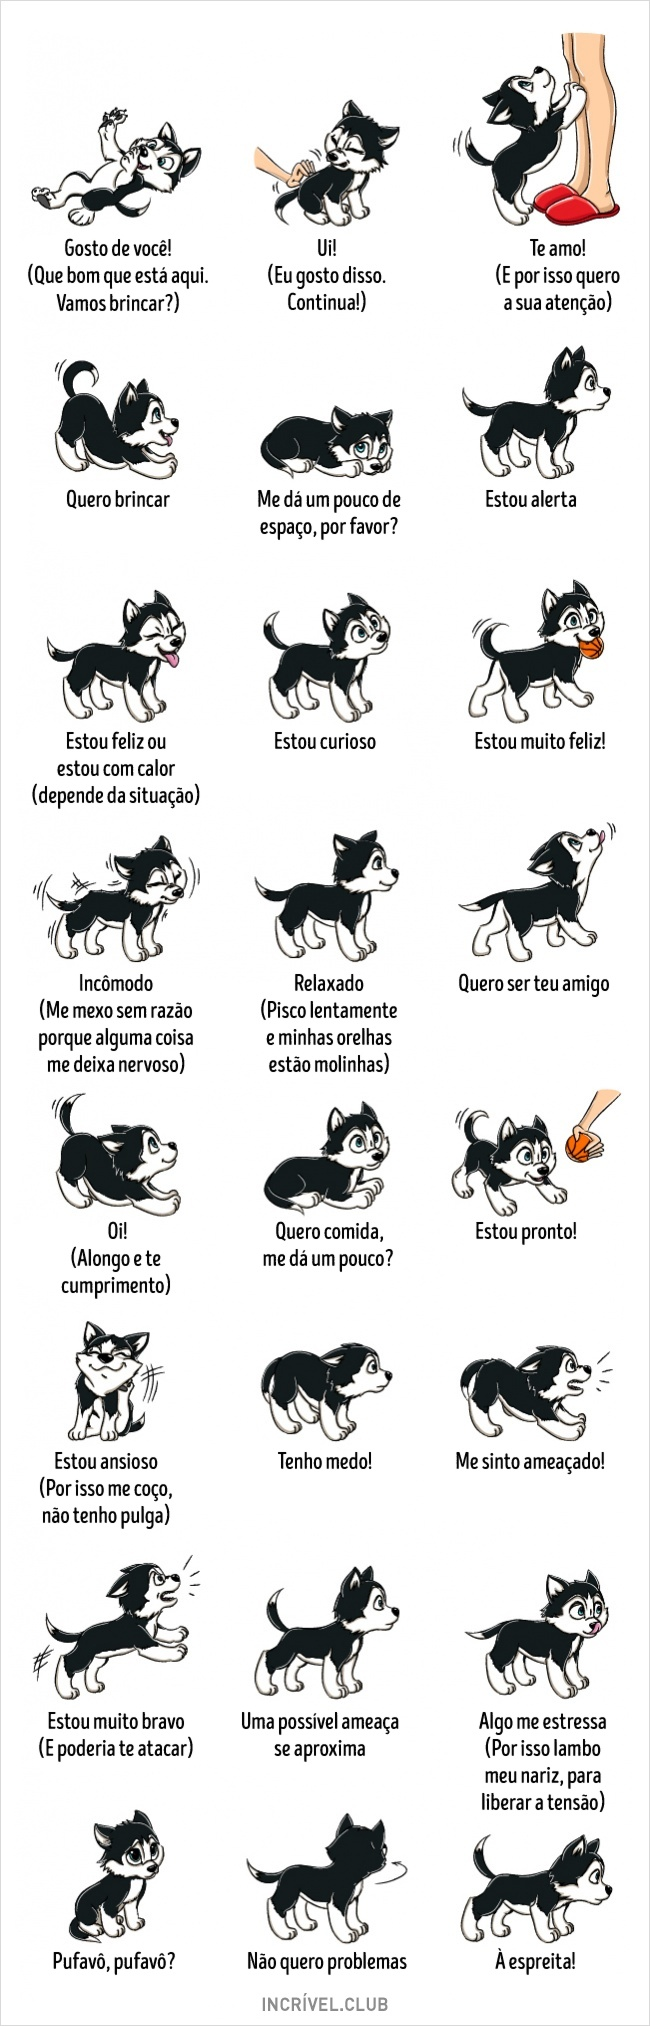 Gosto de você!
(Que bom que está aqui.
Vamos brincar?)
Ui!
(Eu gosto disso.
Continua!)
Te amo!
(E por isso quero
a sua atenção)
Quero brincar
Me dá um pouco de
espaço, por favor?
Estou alerta
Estou feliz ou
estou com calor
(depende da situação)
Estou curioso
Estou muito feliz!
Incômodo
(Me mexo sem razão
porque alguma coisa
me deixa nervoso)
Relaxado
(Pisco lentamente
e minhas orelhas
estão molinhas)
Quero ser teu amigo
Oi!
(Alongo e te
cumprimento)
Quero comida,
me dá um pouco?
Estou pronto!
Estou ansioso
(Por isso me coço,
não tenho pulga)
Tenho medo!
Me sinto ameaçado!
Estou muito bravo
(E poderia te atacar)
Uma possível ameaça
se aproxima
Algo me estressa
(Por isso lambo
meu nariz, para
liberar a tensão)
Pufavô, pufavô?
Não quero problemas
À espreita!
INCRÍVEL.CLUB